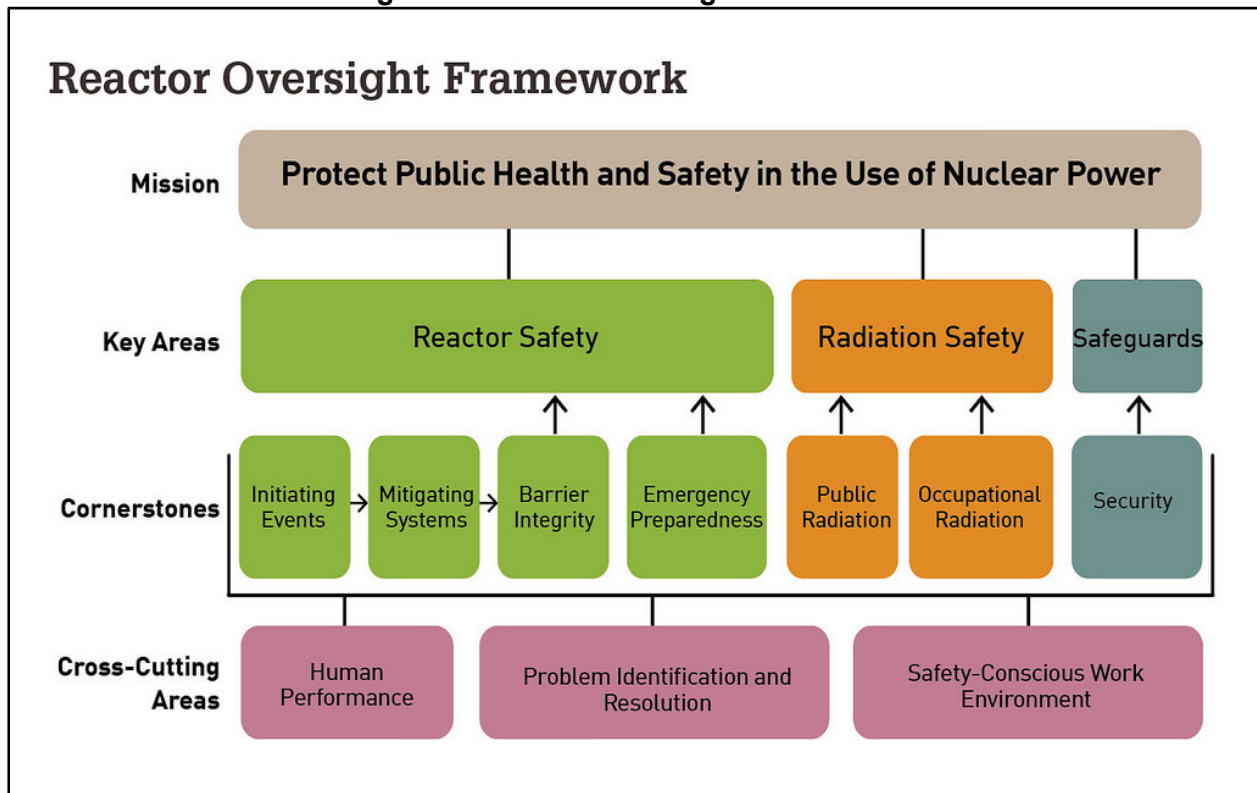 Reactor Oversight Framework
Mission
Protect Public Health and Safety in the Use of Nuclear Power
Key Areas
Reactor Safety
Radiation Safety
Safeguards
Cornerstones
Initiating
Events
Mitigating
Systems
Barrier
Integrity
Emergency
Preparedness
Public
Radiation
Occupational
Radiation
Security
Cross-Cutting
Areas
Human
Performance
Problem Identification and
Resolution
Safety-Conscious Work
Environment